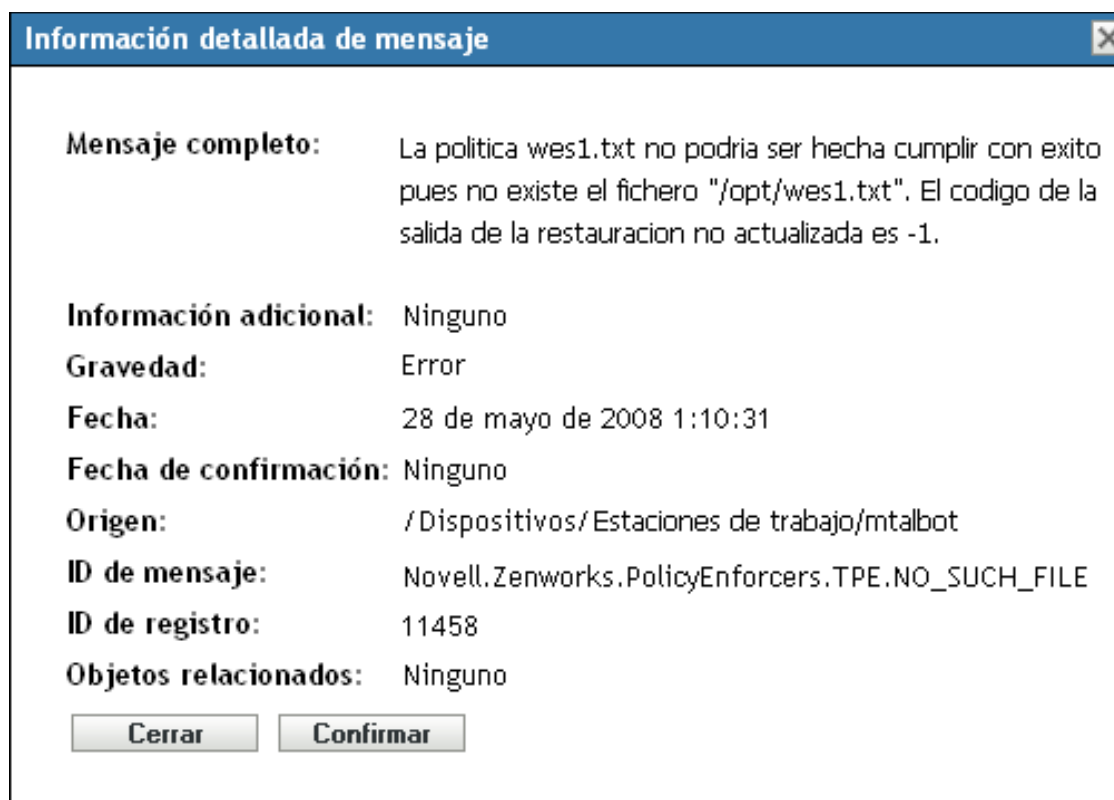 Información detallada de mensaje
Mensaje completo: La politica wes1.txt no podria ser hecha cumplir con exito
pues no existe el fichero "/opt/wes1.txt". El codigo de la
salida de la restauracion no actualizada es -1.
Información adicional: Ninguno
Gravedad: Error
Fecha: 28 de mayo de 2008 1:10:31
Fecha de confirmación: Ninguno
Origen: /Dispositivos/Estaciones de trabajo/mtalbot
ID de mensaje: Novell.Zenworks.PolicyEnforcers.TPE.NO_SUCH_FILE
ID de registro: 11458
Objetos relacionados: Ninguno
Cerrar Confirmar